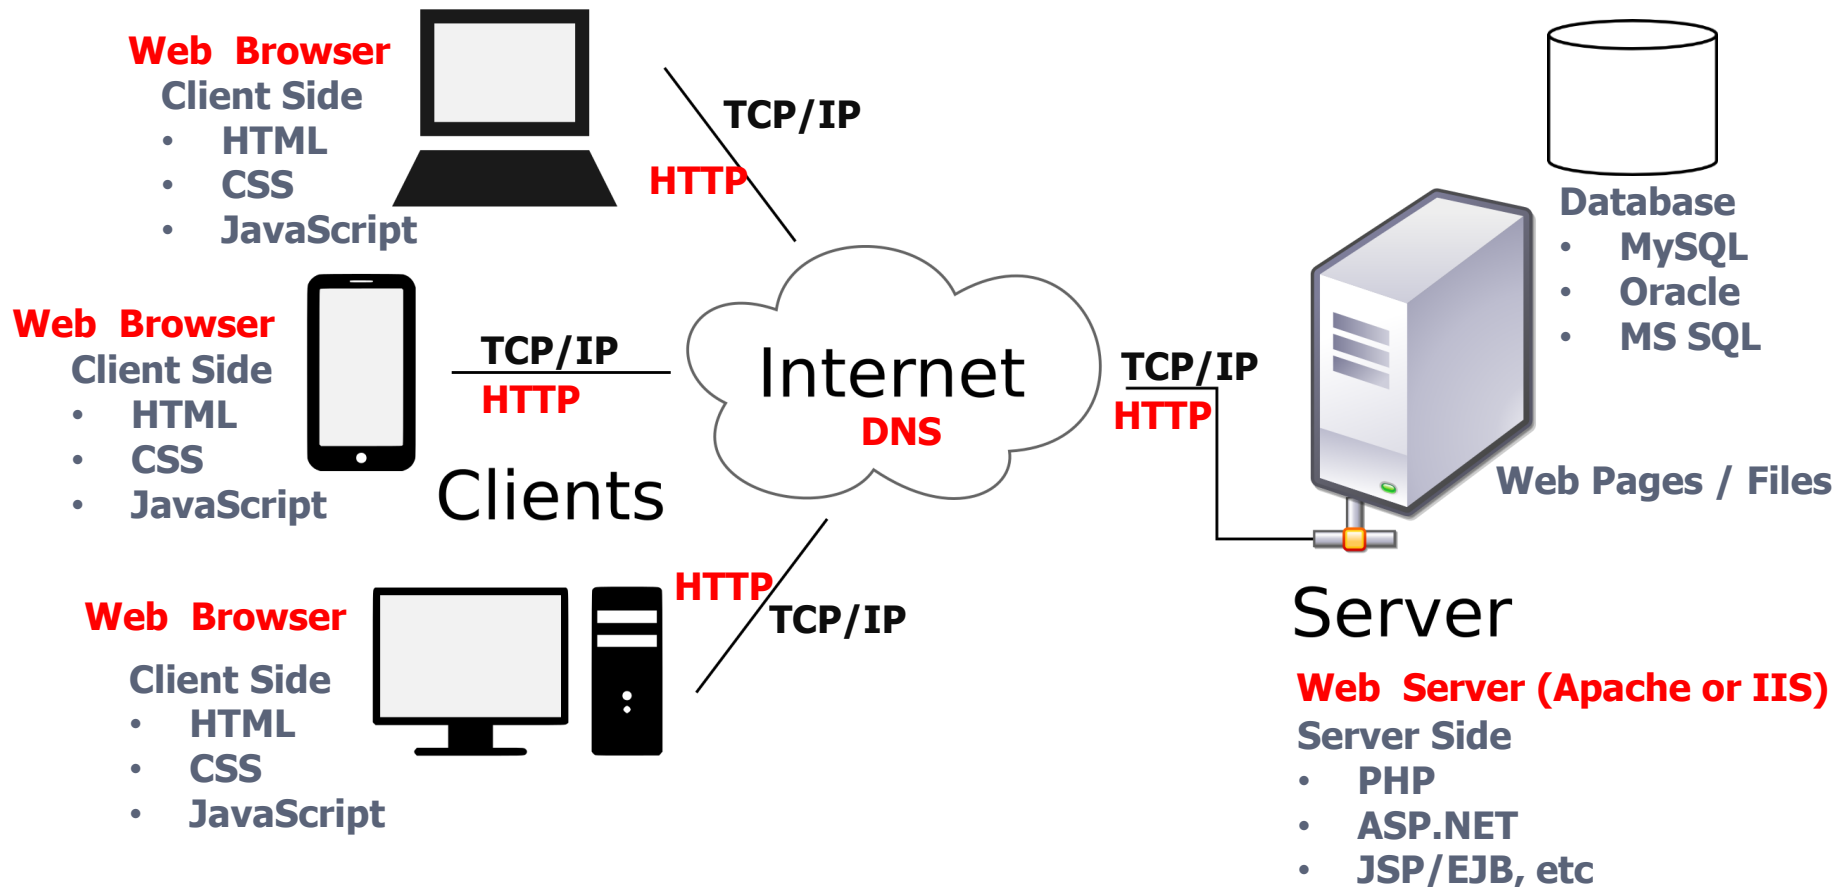 Web Browser
Client Side
• HTML
• CSS
• JavaScript
TCP/IP
HTTP
Web Browser
Client Side
• HTML
• CSS
• JavaScript
TCP/IP
HTTP
Clients
Internet
DNS
Web Browser
Client Side
• HTML
• CSS
• JavaScript
HTTP
TCP/IP
TCP/IP
HTTP
Database
• MySQL
• Oracle
• MS SQL
Web Pages / Files
Server
Web Server (Apache or IIS)
Server Side
• PHP
• ASP.NET
• JSP/EJB, etc